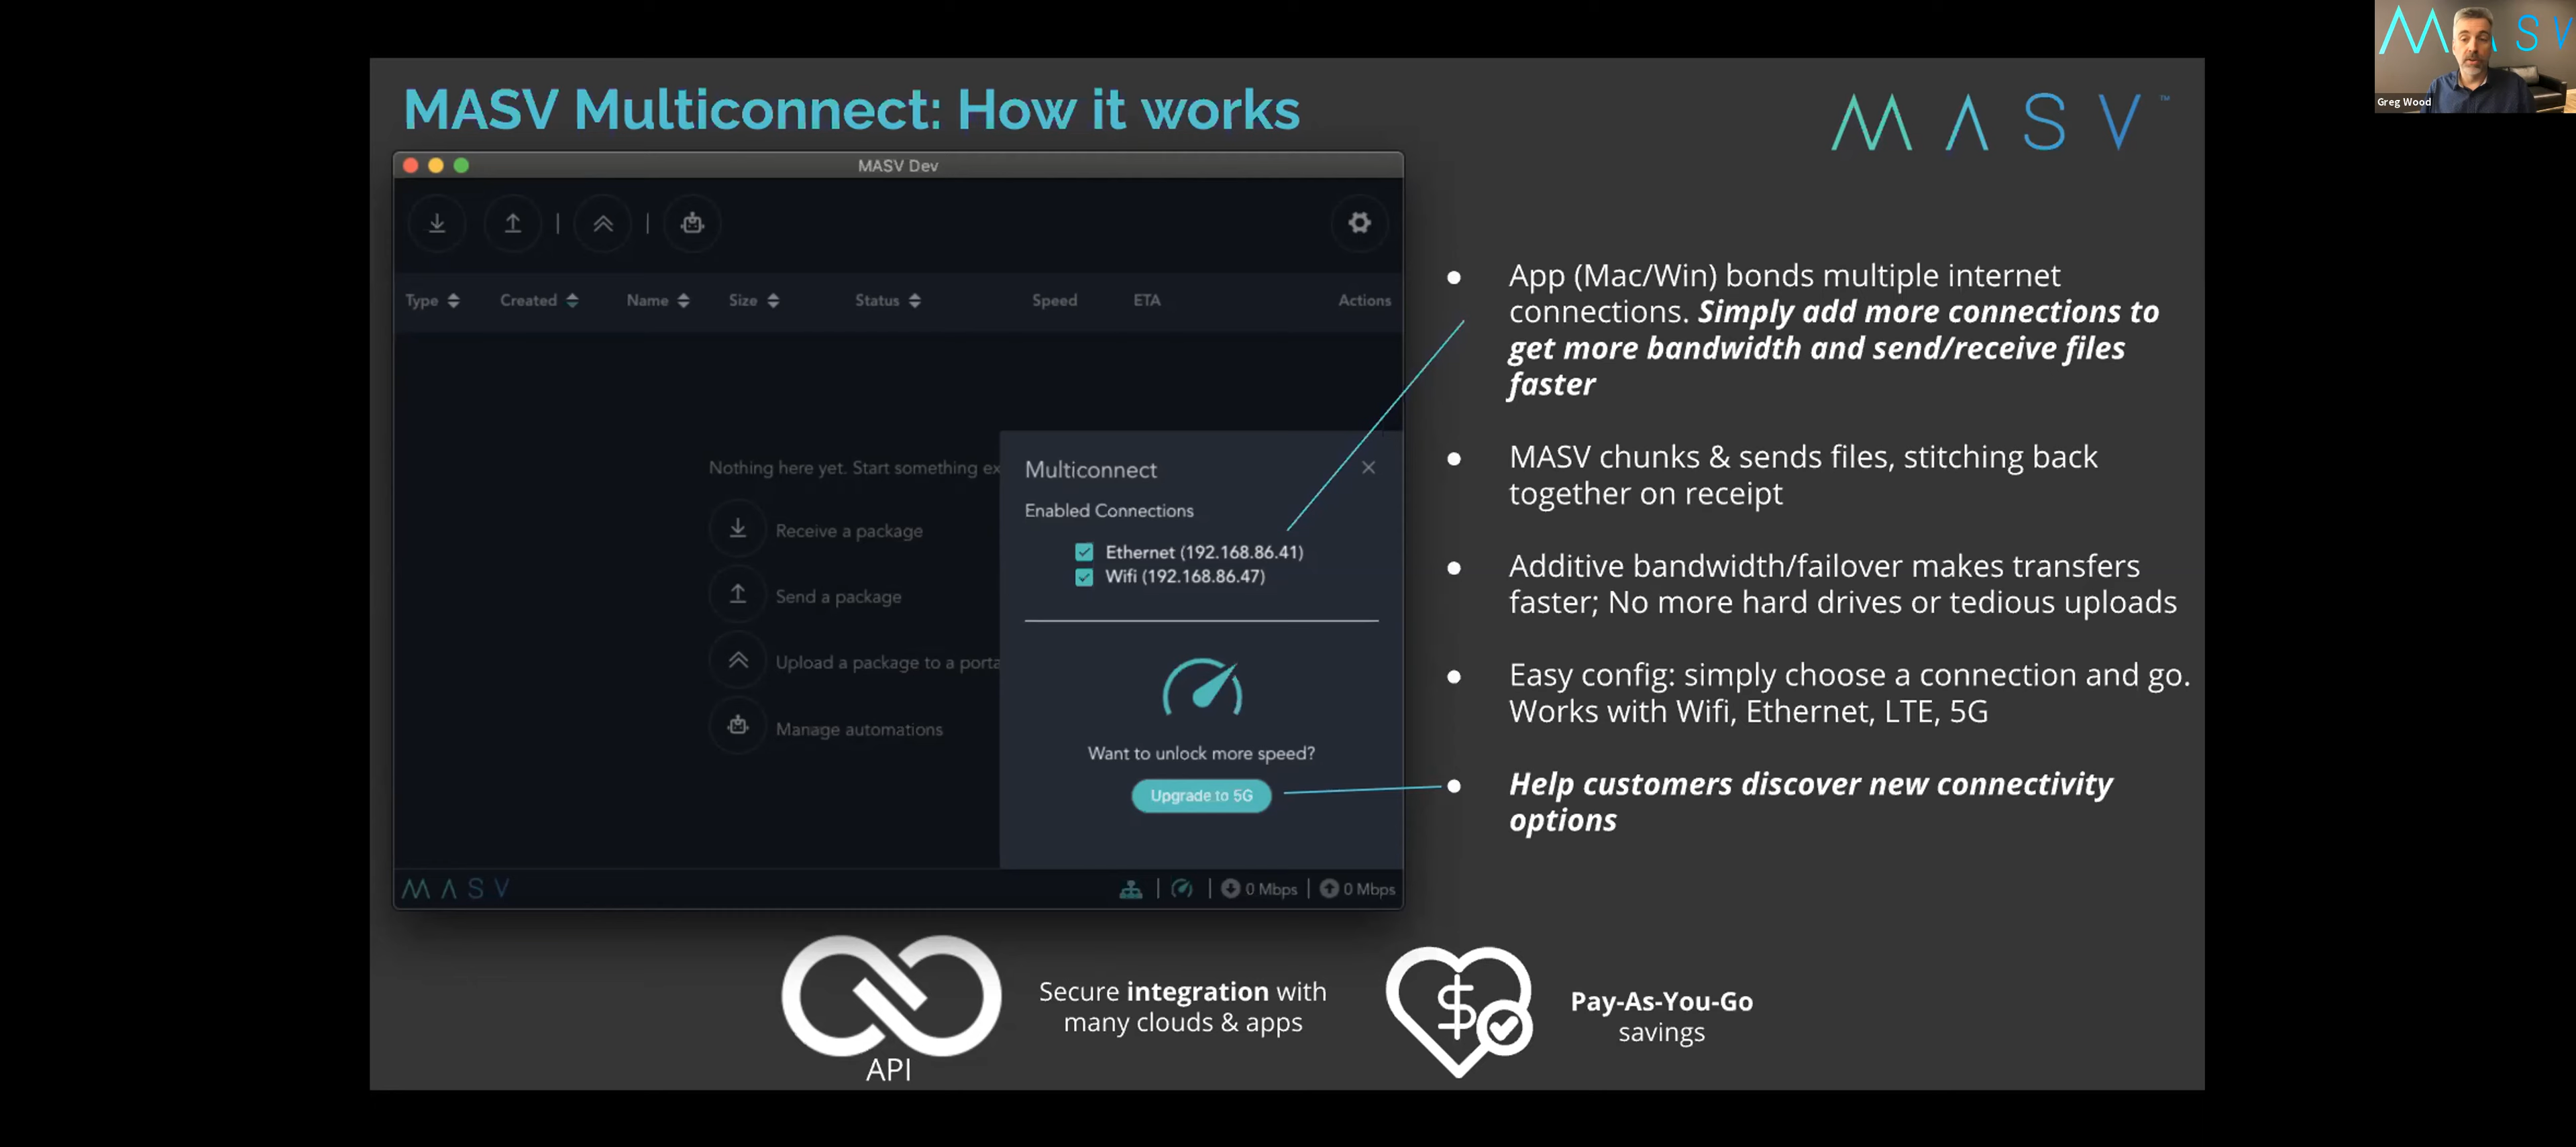 MASV Multiconnect: How it works
MASV™
MASV
Greg Wood
MASV Dev
Type
Created
Name
Size
Status
Speed
ETA
Actions
Nothing here yet. Start something ex
Receive a package
Send a package
Upload a package to a porta
Manage automations
Multiconnect
Enabled Connections
Ethernet (192.168.86.41)
Wifi (192.168.86.47)
Want to unlock more speed?
Upgrade to 5G
MASV
0 Mbps
0 Mbps
● App (Mac/Win) bonds multiple internet
connections. Simply add more connections to
get more bandwidth and send/receive files
faster
● MASV chunks & sends files, stitching back
together on receipt
● Additive bandwidth/failover makes transfers
faster; No more hard drives or tedious uploads
● Easy config: simply choose a connection and go.
Works with Wifi, Ethernet, LTE, 5G
● Help customers discover new connectivity
options
API
Secure integration with
many clouds & apps
$
Pay-As-You-Go
savings